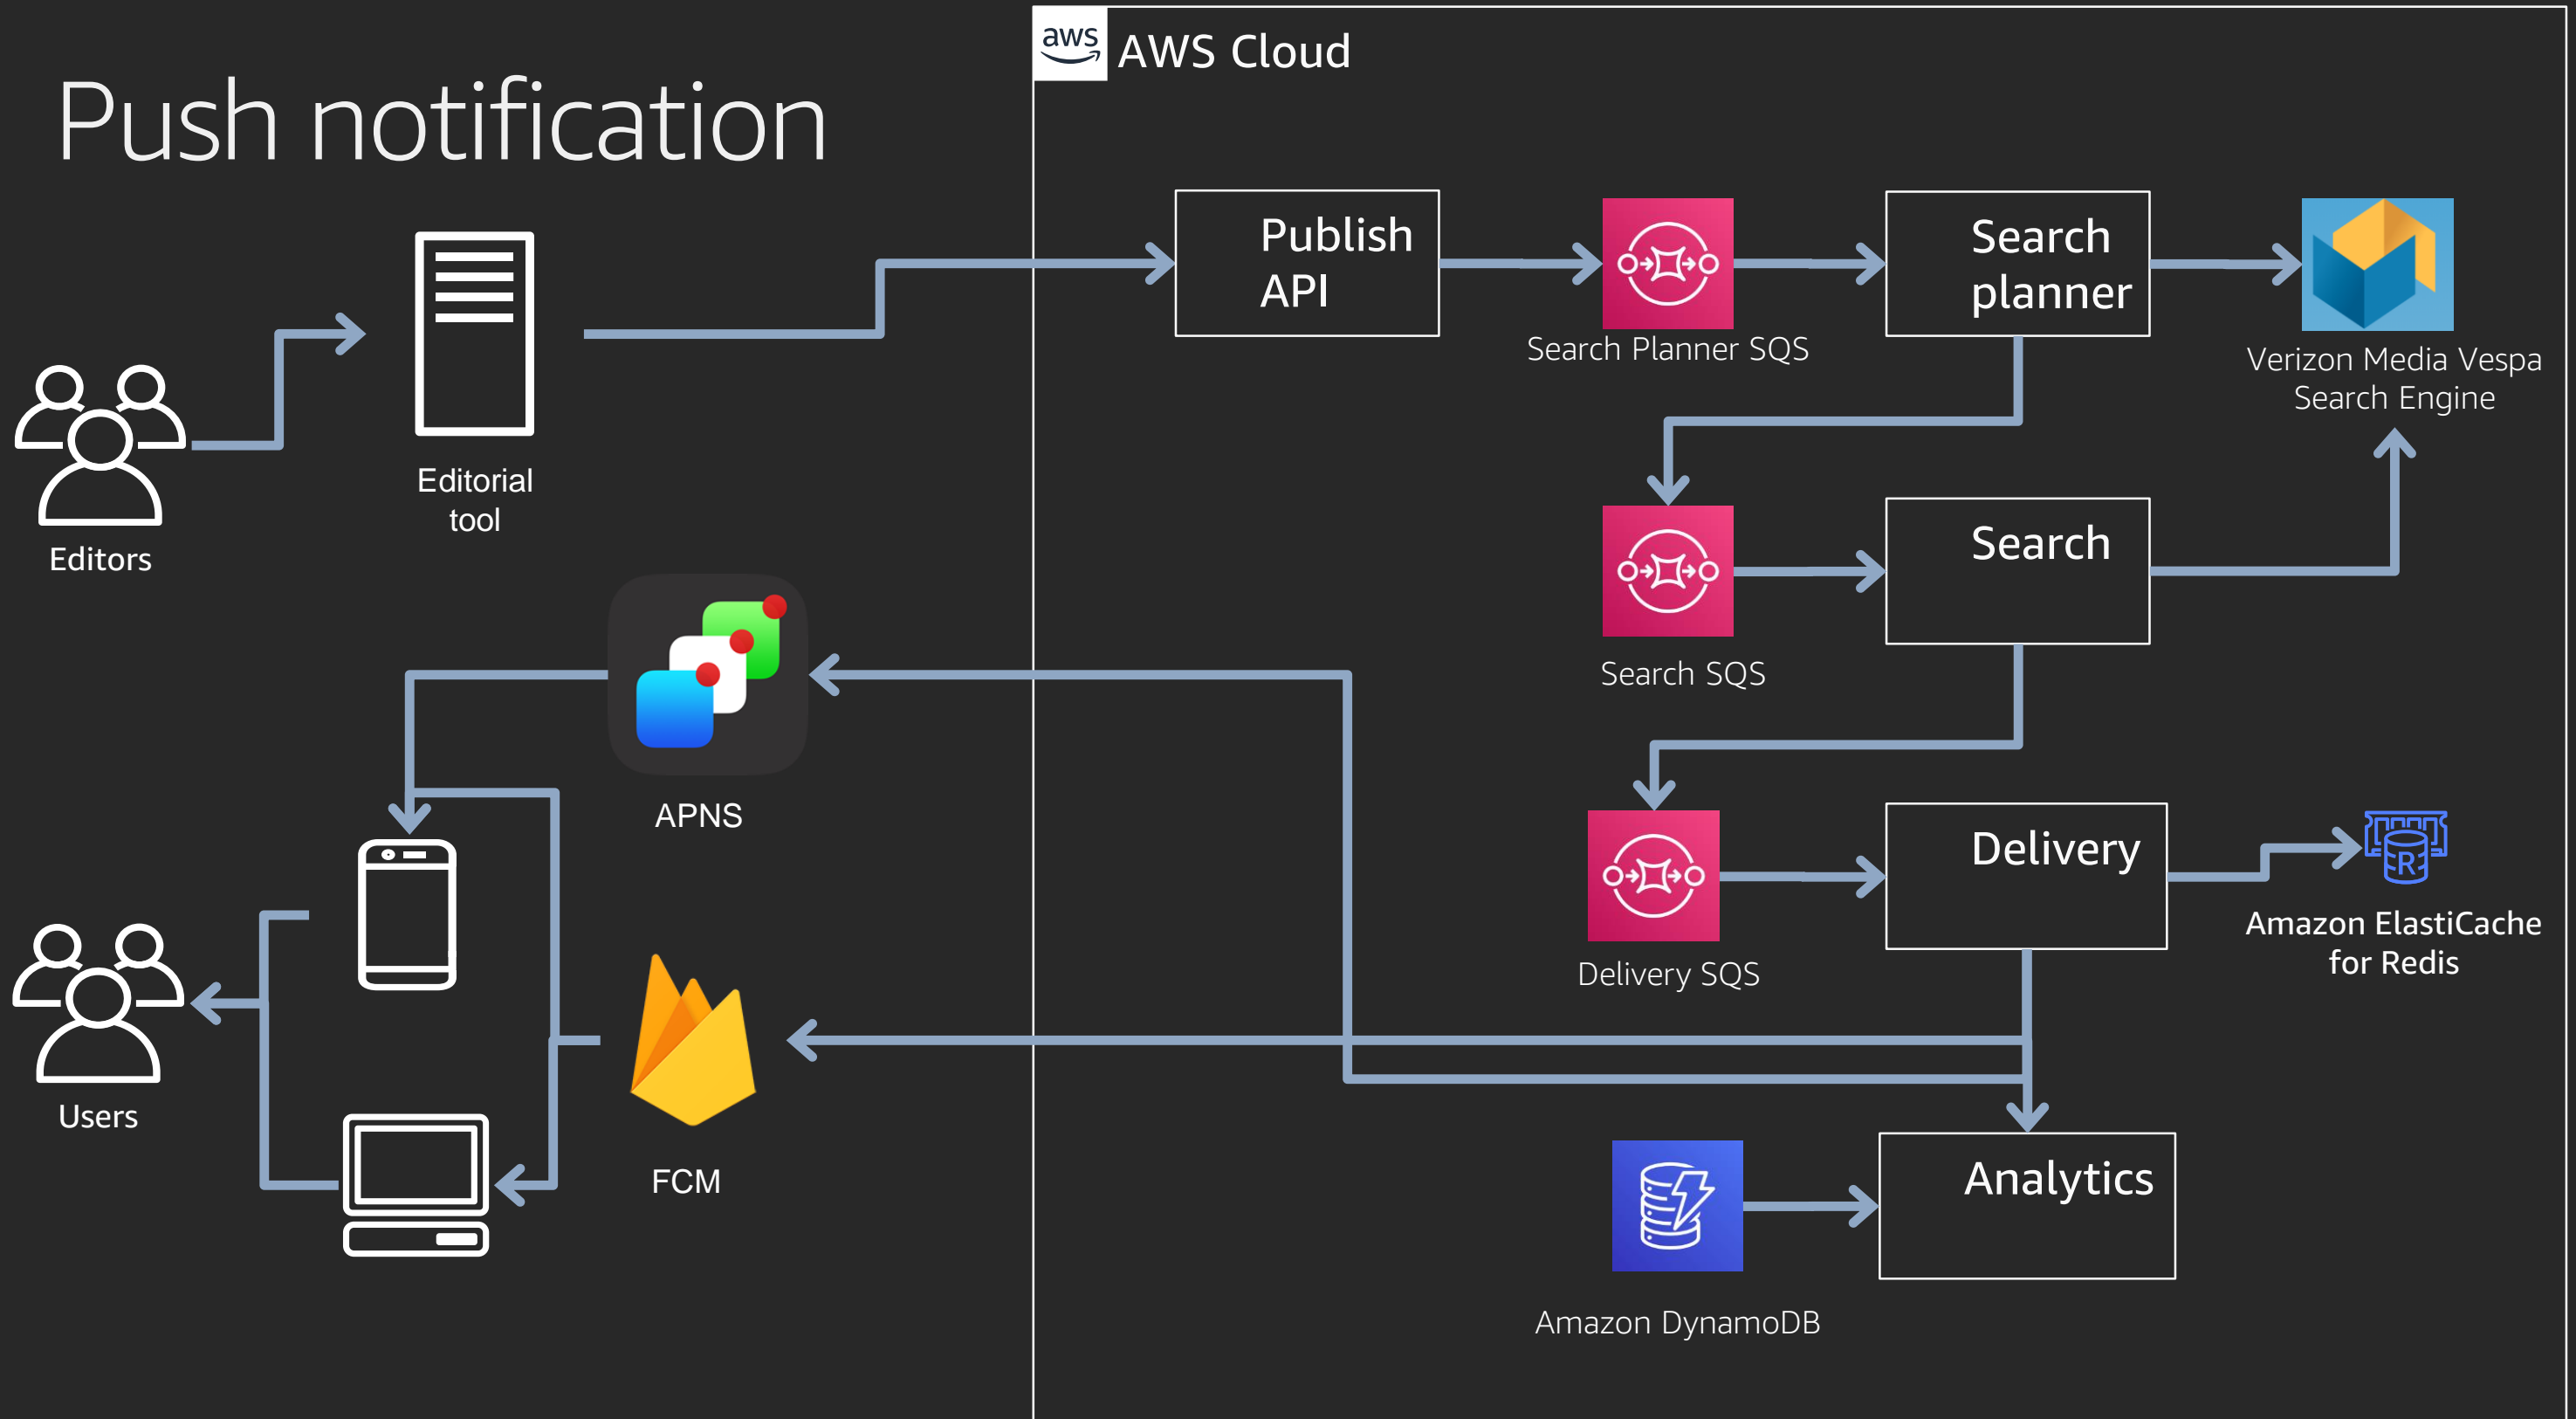 Push notification
aws
AWS Cloud
Publish
API
Search Planner SQS
Search
planner
Verizon Media Vespa
Search Engine
Editors
Editorial
tool
Search SQS
Search
APNS
Delivery SQS
Delivery
Amazon ElastiCache
for Redis
R
Users
FCM
Analytics
Amazon DynamoDB